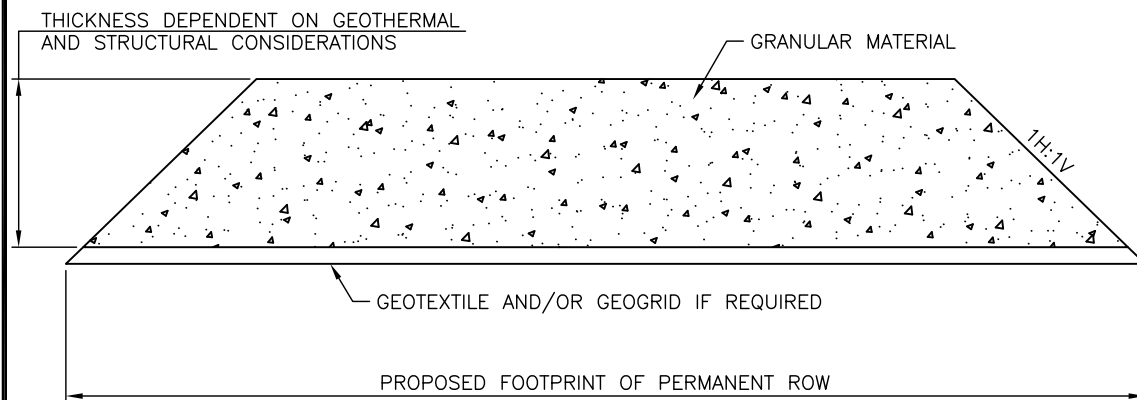 THICKNESS DEPENDENT ON GEOTHERMAL
AND STRUCTURAL CONSIDERATIONS
GRANULAR MATERIAL
1H:1V
GEOTEXTILE AND/OR GEOGRID IF REQUIRED
PROPOSED FOOTPRINT OF PERMANENT ROW